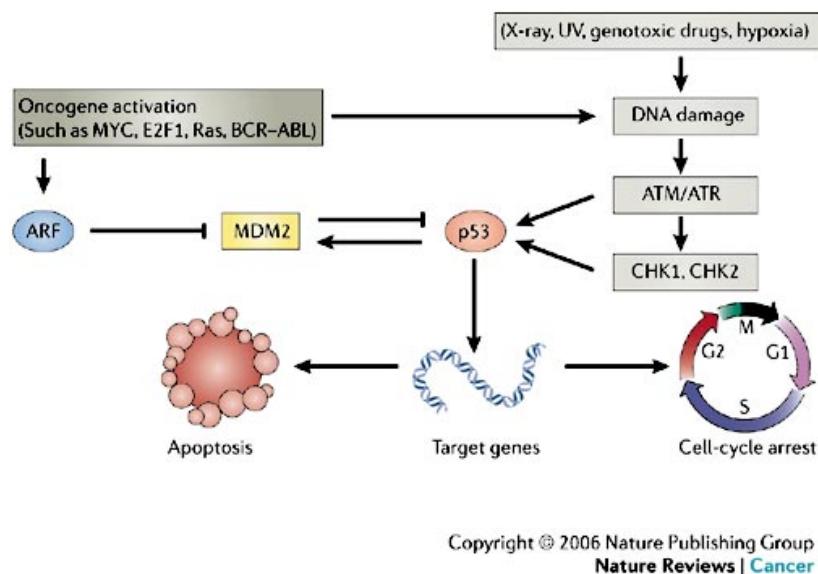 (X-ray, UV, genotoxic drugs, hypoxia)
Oncogene activation
(Such as MYC, E2F1, Ras, BCR–ABL)
DNA damage
ATM/ATR
ARF
MDM2
p53
CHK1, CHK2
M
G2
G1
S
Apoptosis
Target genes
Cell-cycle arrest
Copyright © 2006 Nature Publishing Group
Nature Reviews | Cancer